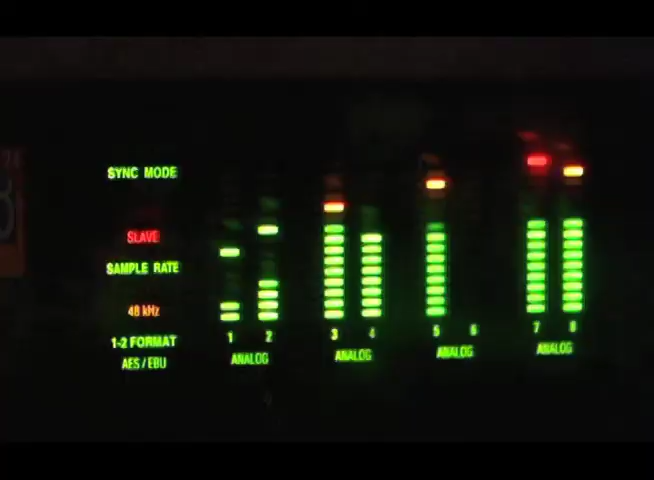 SYNC MODE
SLAVE
SAMPLE RATE
48 kHz
1-2 FORMAT
AES/EBU
1 2 3 4 5 6 7 8
ANALOG ANALOG ANALOG ANALOG